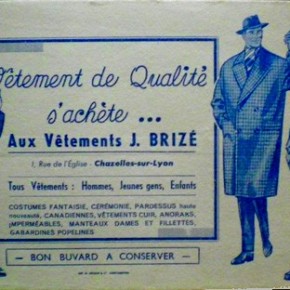 Vêtement de Qualité
s'achète ...
Aux Vêtements J. BRIZÉ
1, Rue de l'Église - Chazelles-sur-Lyon
Tous Vêtements : Hommes, Jeunes gens, Enfants
COSTUMES FANTAISIE, CÉRÉMONIE, PARDESSUS haute
nouveauté, CANADIENNES, VÊTEMENTS CUIR, ANORAKS,
IMPERMÉABLES, MANTEAUX DAMES ET FILLETTES,
GABARDINES POPELINES
— BON BUVARD A CONSERVER —